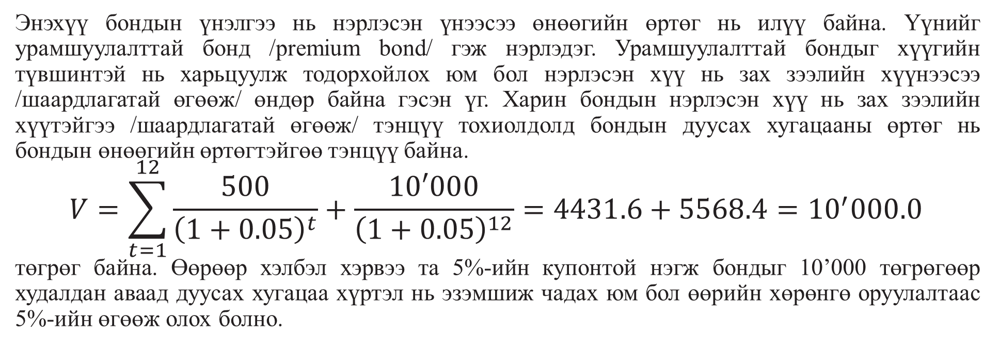 Энэхүү бондын үнэлгээ нь нэрлэсэн үнээсээ өнөөгийн өртөг нь илүү байна. Үүнийг
урамшуулалттай бонд /premium bond/ гэж нэрлэдэг. Урамшуулалттай бондыг хүүгийн
түвшинтэй нь харьцуулж тодорхойлох юм бол нэрлэсэн хүү нь зах зээлийн хүүнээсээ
/шаардлагатай өгөөж/ өндөр байна гэсэн үг. Харин бондын нэрлэсэн хүү нь зах зээлийн
хүүтэйгээ /шаардлагатай өгөөж/ тэнцүү тохиолдолд бондын дуусах хугацааны өртөг нь
бондын өнөөгийн өртөгтэйгөө тэнцүү байна.
V = \sum_{t=1}^{12} \frac{500}{(1 + 0.05)^t} + \frac{10′000}{(1 + 0.05)^{12}} = 4431.6 + 5568.4 = 10′000.0
төгрөг байна. Өөрөөр хэлбэл хэрвээ та 5%-ийн купонтой нэгж бондыг 10’000 төгрөгөөр
худалдан аваад дуусах хугацаа хүртэл нь эзэмшиж чадах юм бол өөрийн хөрөнгө оруулалтаас
5%-ийн өгөөж олох болно.